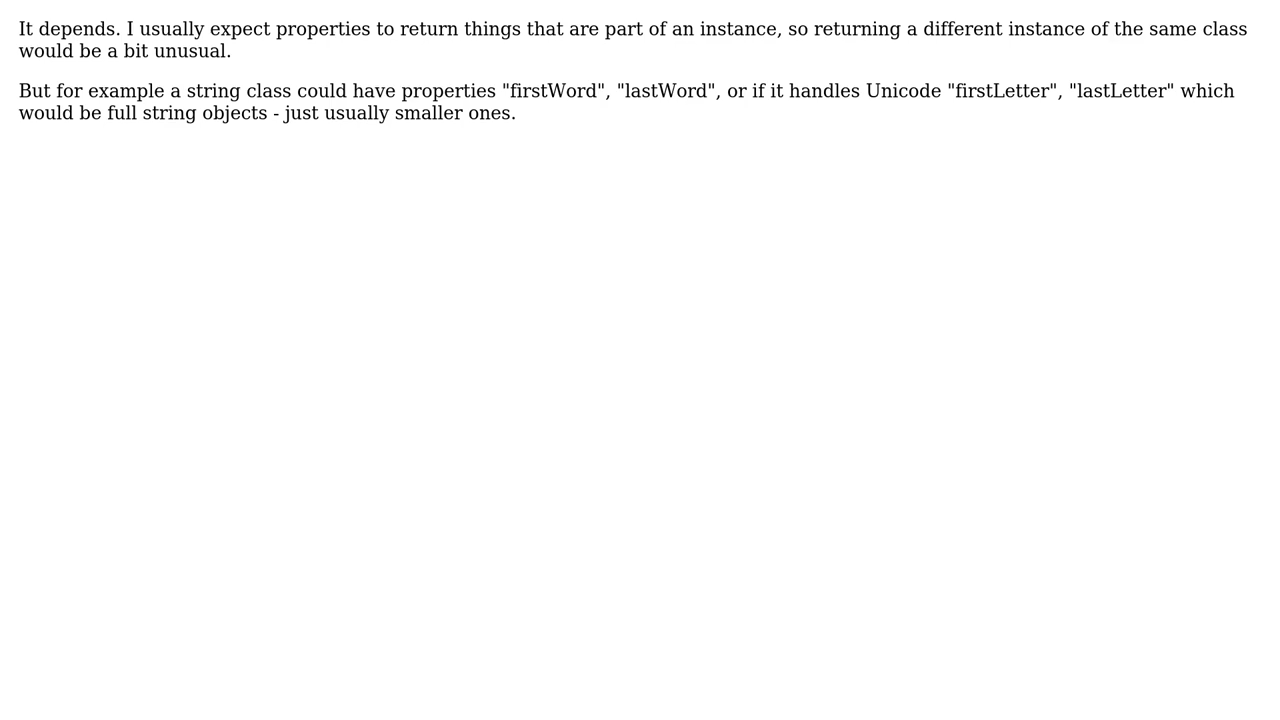 It depends. I usually expect properties to return things that are part of an instance, so returning a different instance of the same class
would be a bit unusual.
But for example a string class could have properties "firstWord", "lastWord", or if it handles Unicode "firstLetter", "lastLetter" which
would be full string objects - just usually smaller ones.